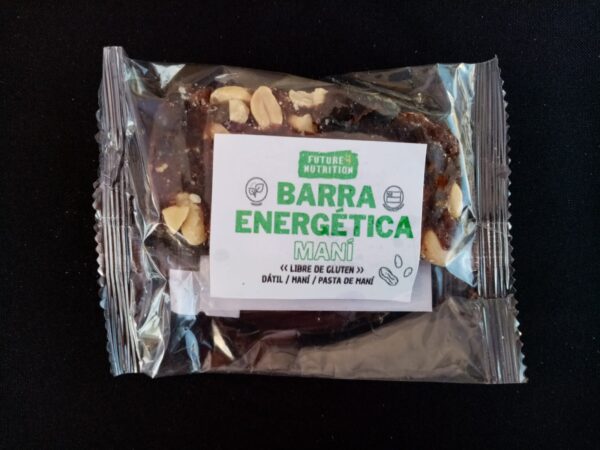 FUTURE
NUTRITION
BARRA
ENERGÉTICA
MANÍ
<< LIBRE DE GLUTEN >>
DÁTIL / MANÍ / PASTA DE MANÍ